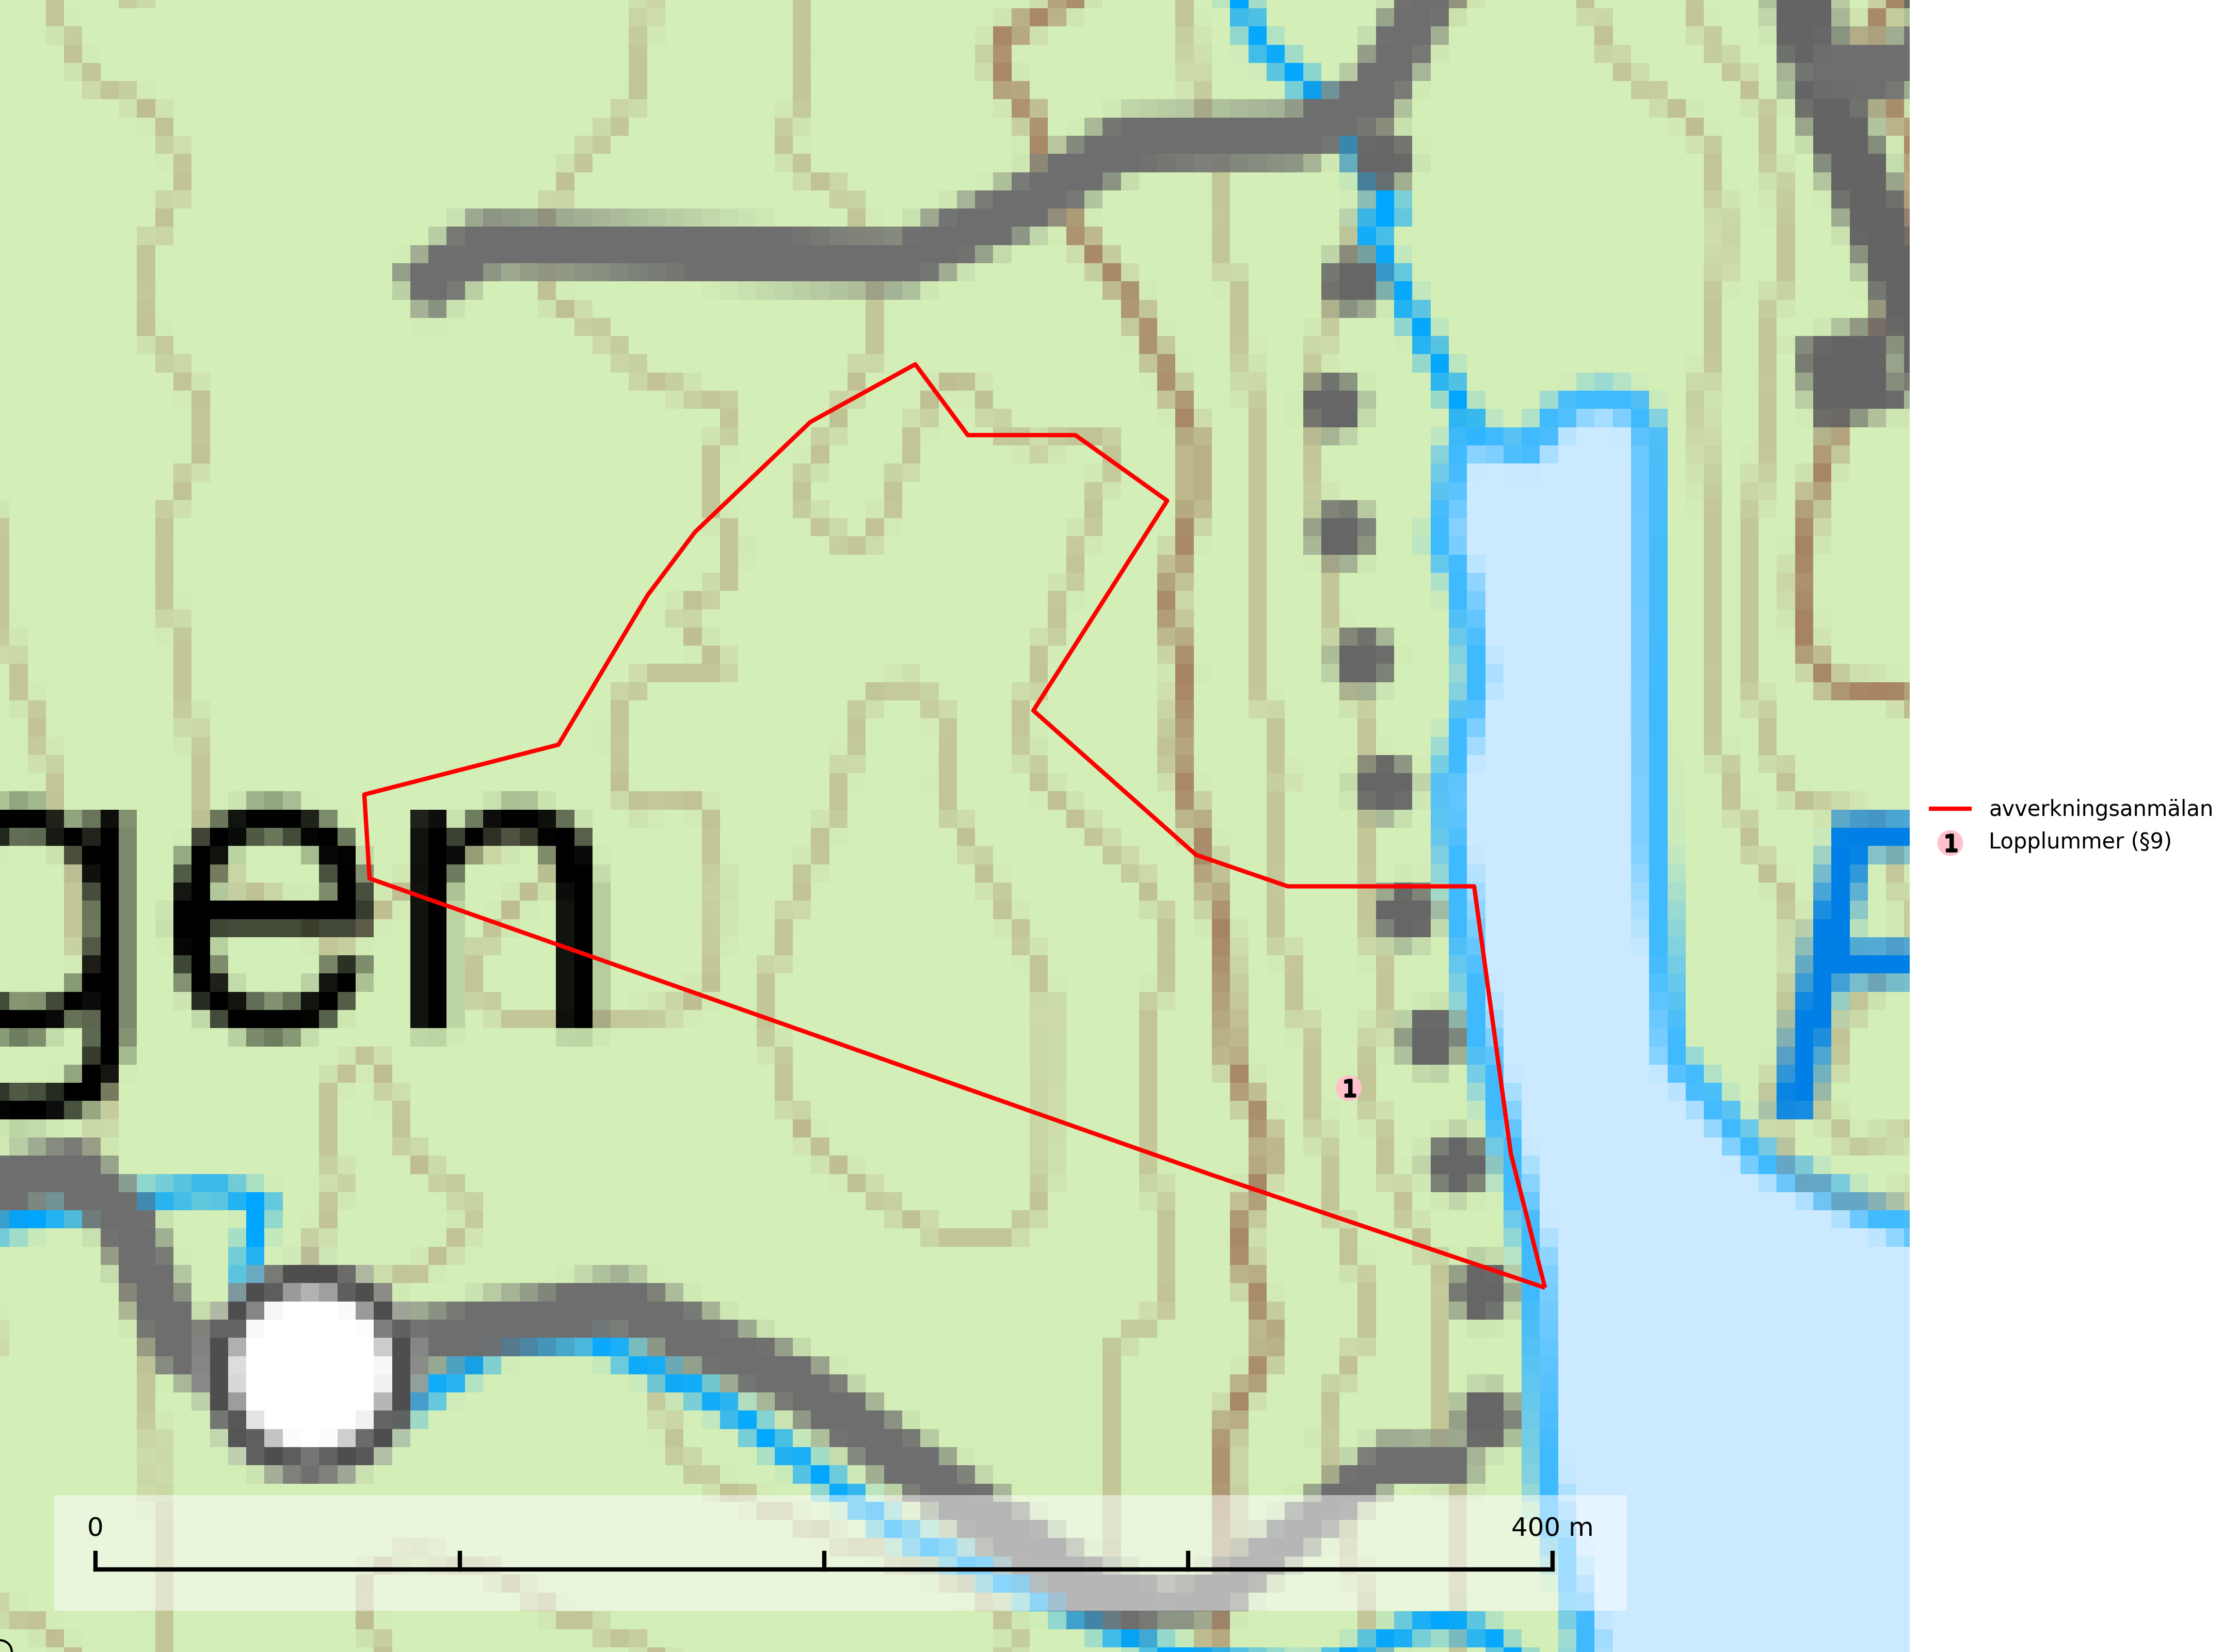 gen
1
avverkningsanmälan
1 Lopplummer (§9)
0
400 m